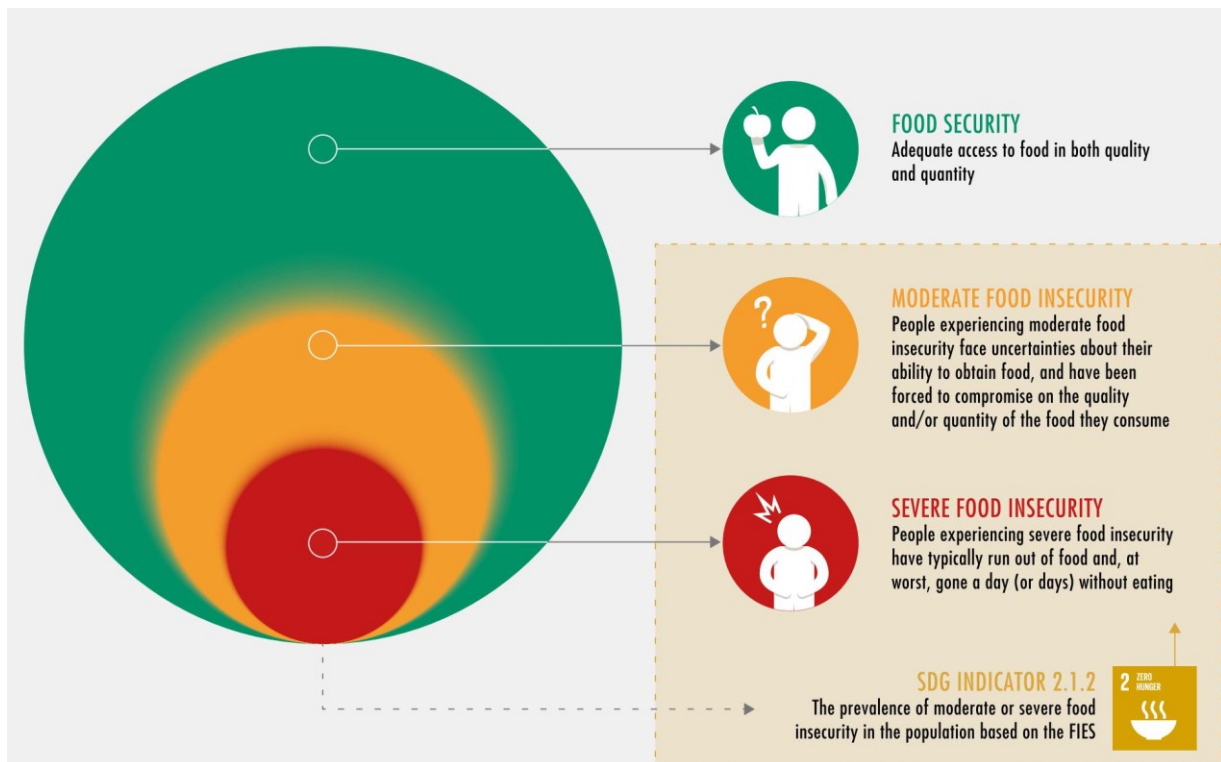 FOOD SECURITY
Adequate access to food in both quality
and quantity
?
MODERATE FOOD INSECURITY
People experiencing moderate food
insecurity face uncertainties about their
ability to obtain food, and have been
forced to compromise on the quality
and/or quantity of the food they consume
SEVERE FOOD INSECURITY
People experiencing severe food insecurity
have typically run out of food and, at
worst, gone a day (or days) without eating
SDG INDICATOR 2.1.2
The prevalence of moderate or severe food
insecurity in the population based on the FIES
2 ZERO
HUNGER